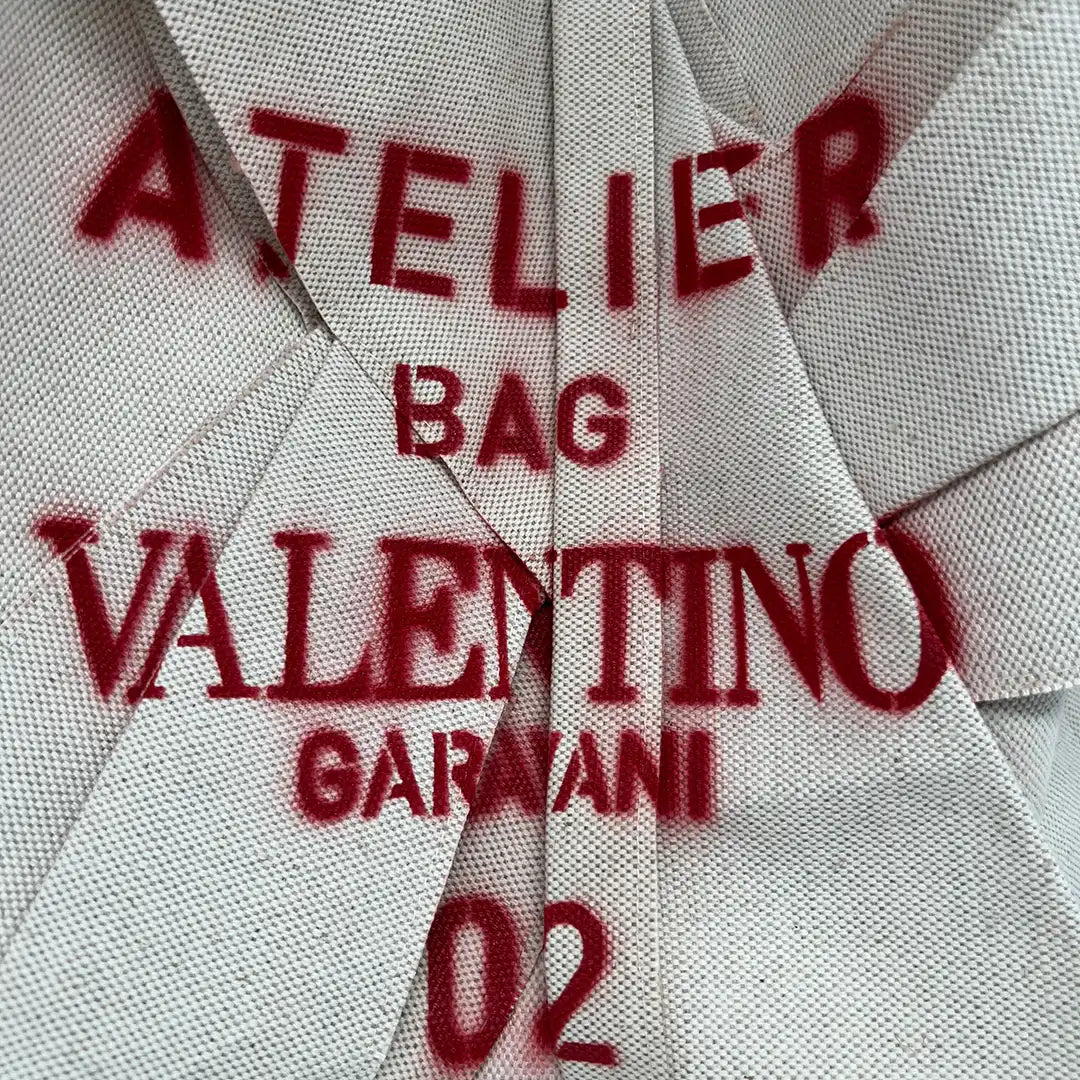 ATELIER
BAG
VALENTINO
GARAVANI
02